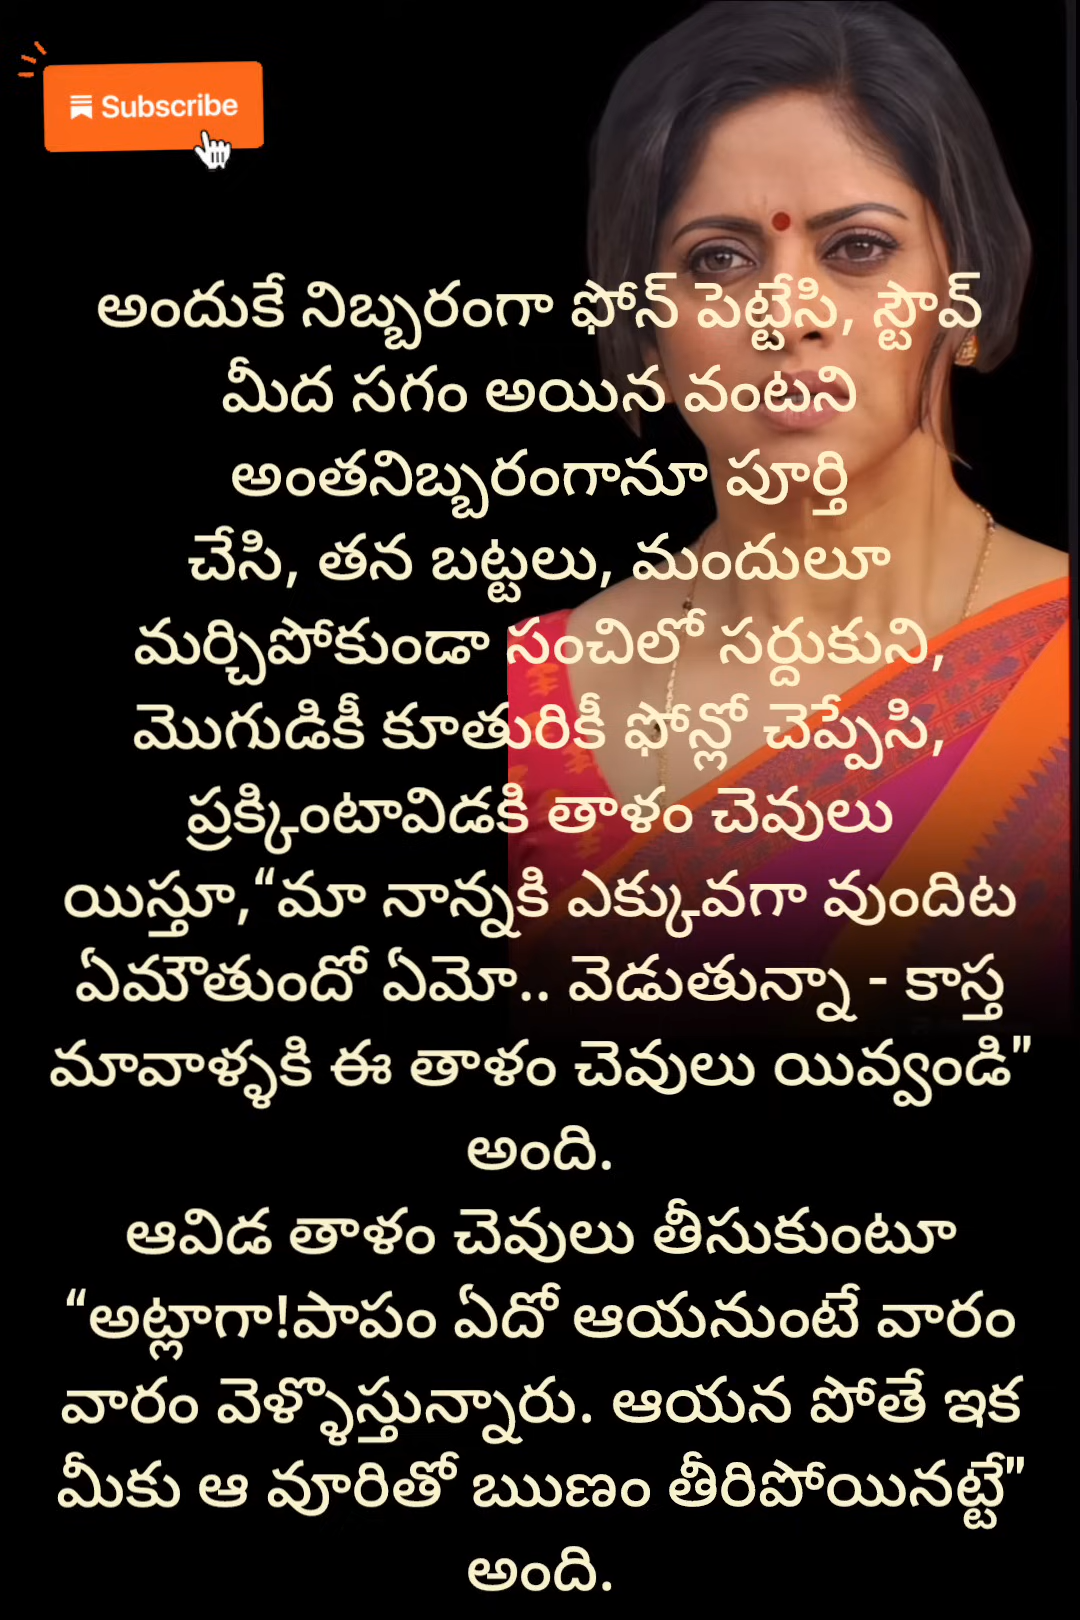 Subscribe
అందుకే నిబ్బరంగా ఫోన్ పెట్టేసి, స్టౌవ్
మీద సగం అయిన వంటని
అంతనిబ్బరంగానూ పూర్తి
చేసి, తన బట్టలు, మందులూ
మర్చిపోకుండా సంచిలో సర్దుకుని,
మొగుడికీ కూతురికీ ఫోన్లో చెప్పేసి,
ప్రక్కింటావిడకి తాళం చెవులు
యిస్తూ,“మా నాన్నకి ఎక్కువగా వుందిట
ఏమౌతుందో ఏమో.. వెడుతున్నా - కాస్త
మావాళ్ళకి ఈ తాళం చెవులు యివ్వండి"
అంది.
ఆవిడ తాళం చెవులు తీసుకుంటూ
“అట్లాగా!పాపం ఏదో ఆయనుంటే వారం
వారం వెళ్ళొస్తున్నారు. ఆయన పోతే ఇక
మీకు ఆ వూరితో ఋణం తీరిపోయినట్టే"
అంది.